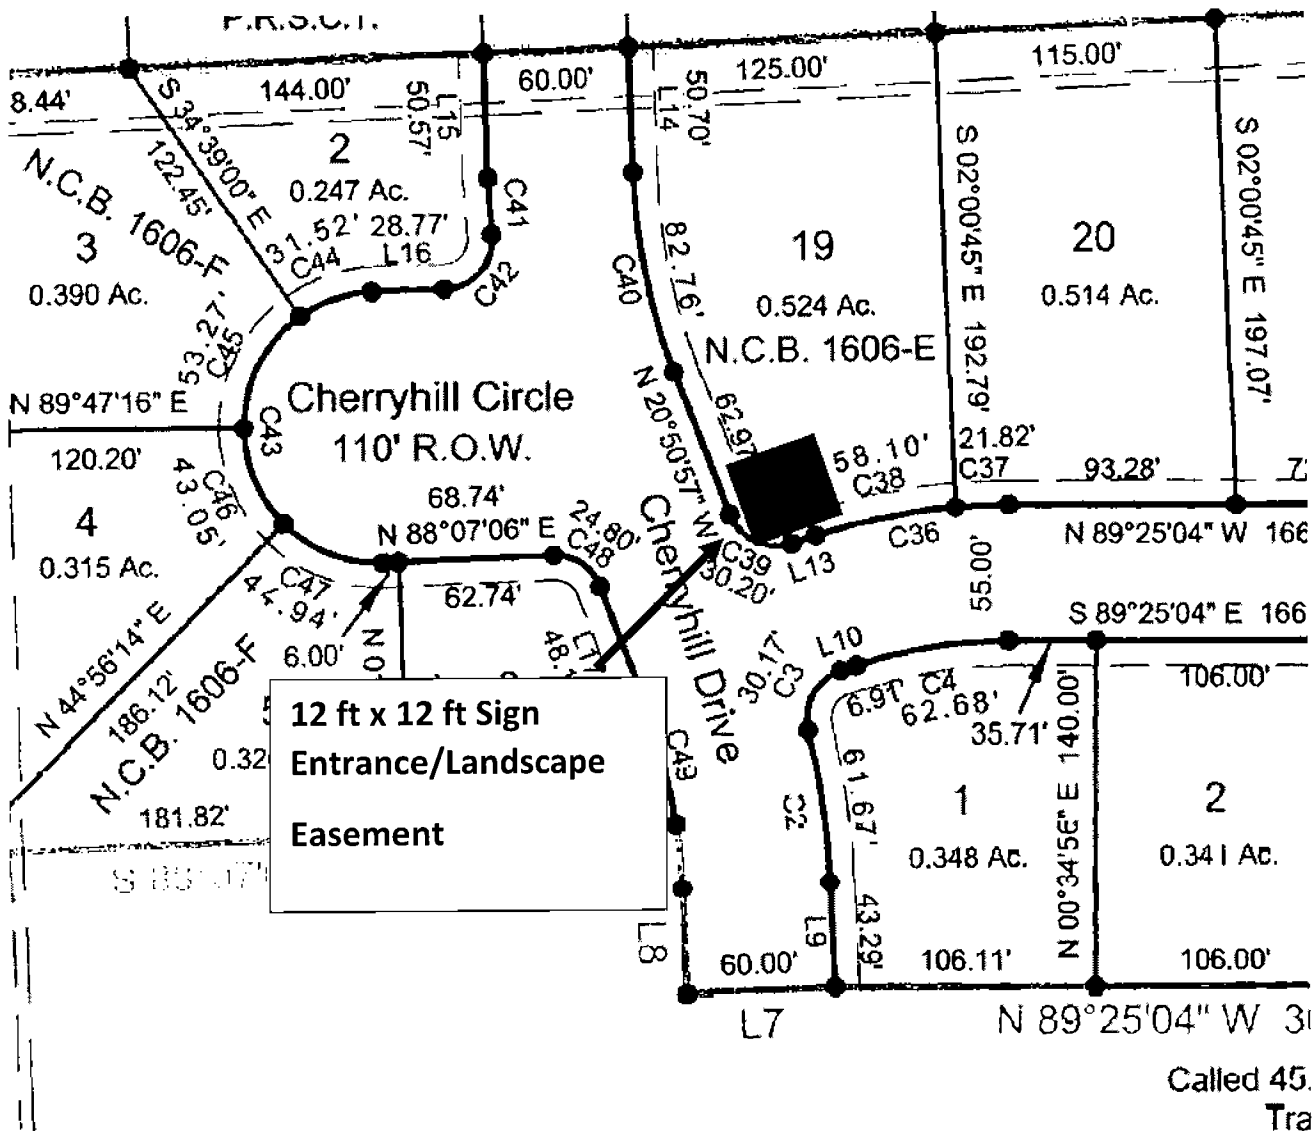 P.R.S.C.T.
8.44'
144.00'
60.00'
125.00'
115.00'
S 34°39'00" E
122.45'
L15
50.57'
L14
50.70'
2
0.247 Ac.
31.52'
28.77'
C44
L16
C41
C42
N.C.B. 1606-F
3
0.390 Ac.
82.76'
C40
19
0.524 Ac.
N.C.B. 1606-E
S 02°00'45" E 192.79'
20
0.514 Ac.
S 02°00'45" E 197.07'
53.27'
C45
N 89°47'16" E
120.20'
C43
Cherryhill Circle
110' R.O.W.
N 20°50'57" W
62.97
58.10'
C38
21.82'
C37
93.28'
C46
43.05'
68.74'
N 88°07'06" E
24.80'
C48
Cherryhill Drive
C39
30.20'
L13
C36
N 89°25'04" W 166
4
0.315 Ac.
C47
44.94'
62.74'
55.00'
S 89°25'04" E 166
N 44°56'14" E
186.12'
N.C.B. 1606-F
6.00'
30.17'
C3
L10
6.91'
C4
62.68'
35.71'
106.00'
12 ft x 12 ft Sign
Entrance/Landscape
Easement
181.82'
C49
C2
61.67'
1
0.348 Ac.
N 00°34'56" E 140.00'
2
0.341 Ac.
L8
L9
43.29'
60.00'
106.11'
106.00'
L7
N 89°25'04" W
Called 45.
Tra